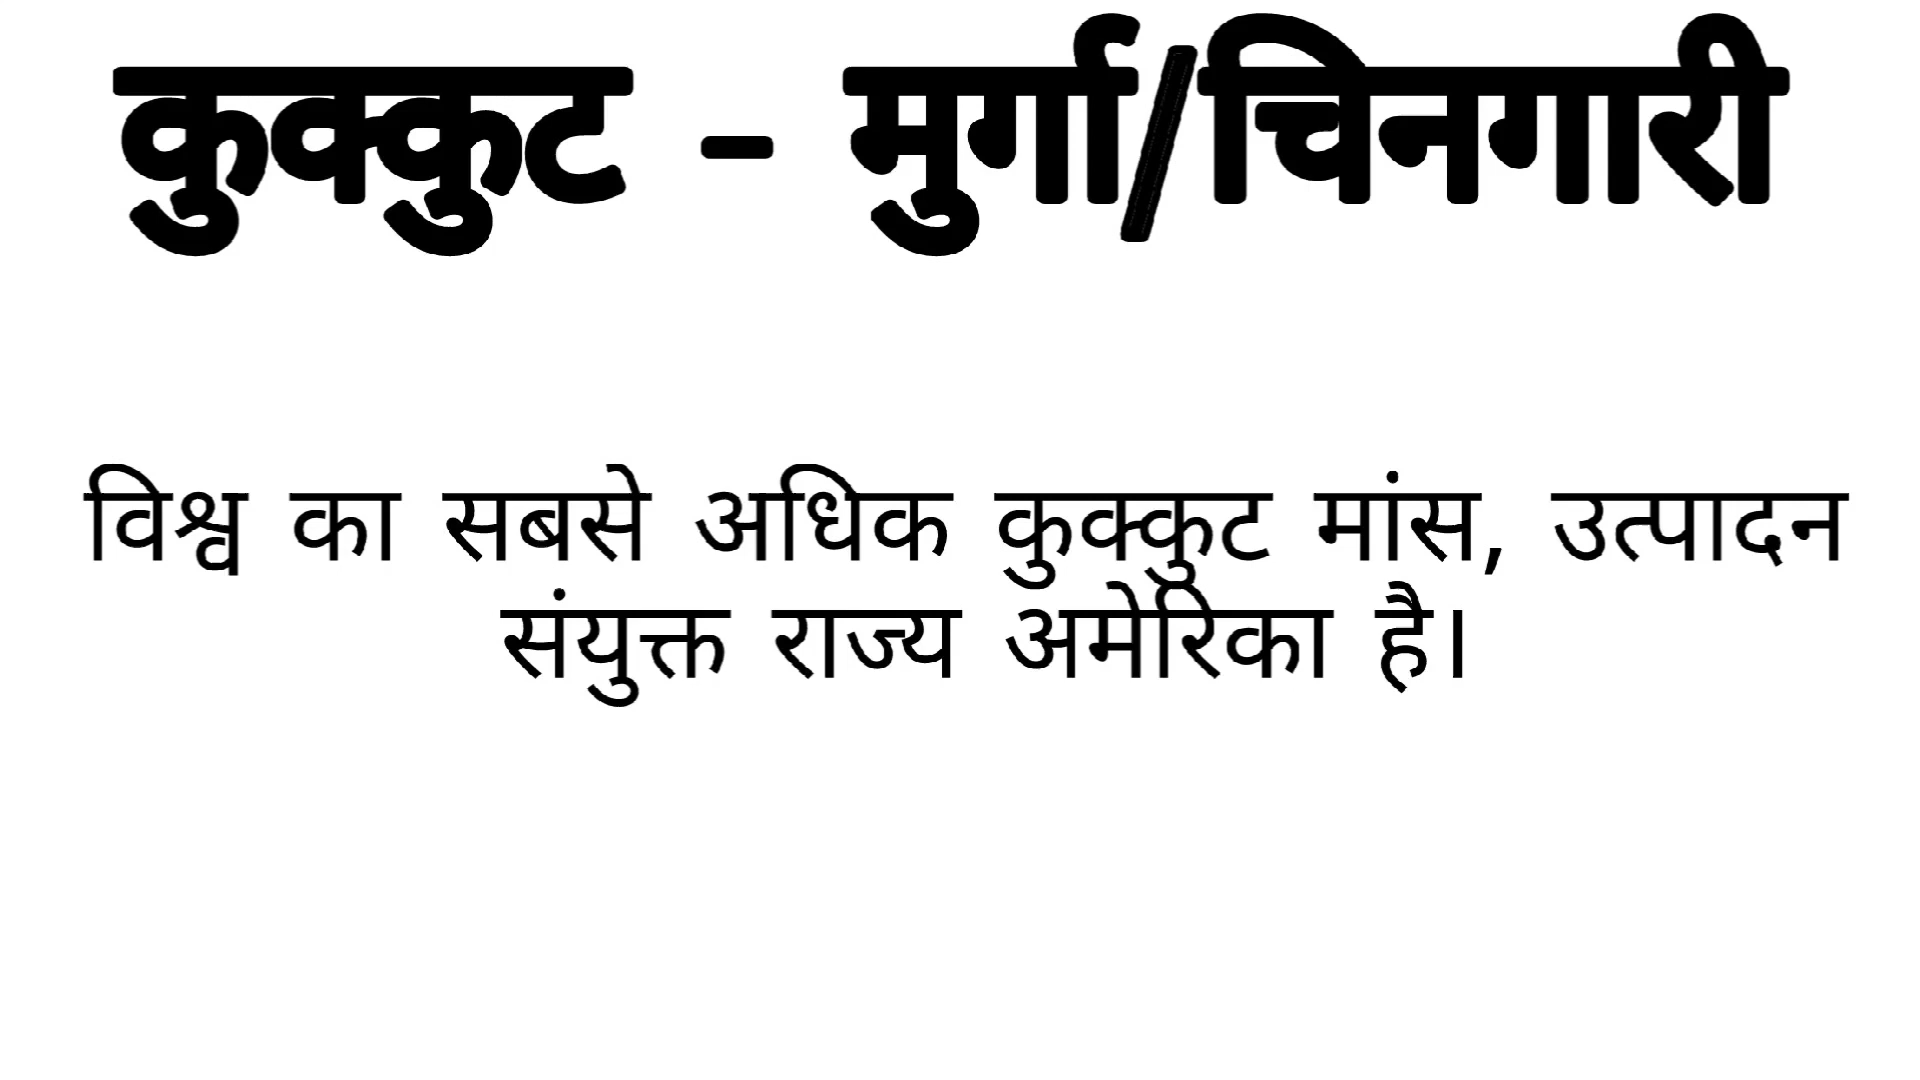 कुक्कुट - मुर्गा/चिनगारी
विश्व का सबसे अधिक कुक्कुट मांस, उत्पादन
संयुक्त राज्य अमेरिका है।